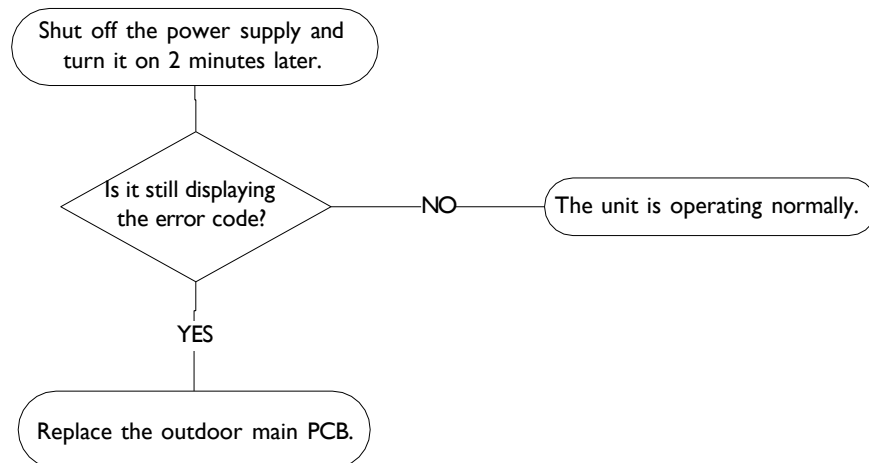 Shut off the power supply and
turn it on 2 minutes later.
Is it still displaying
the error code?
NO
The unit is operating normally.
YES
Replace the outdoor main PCB.